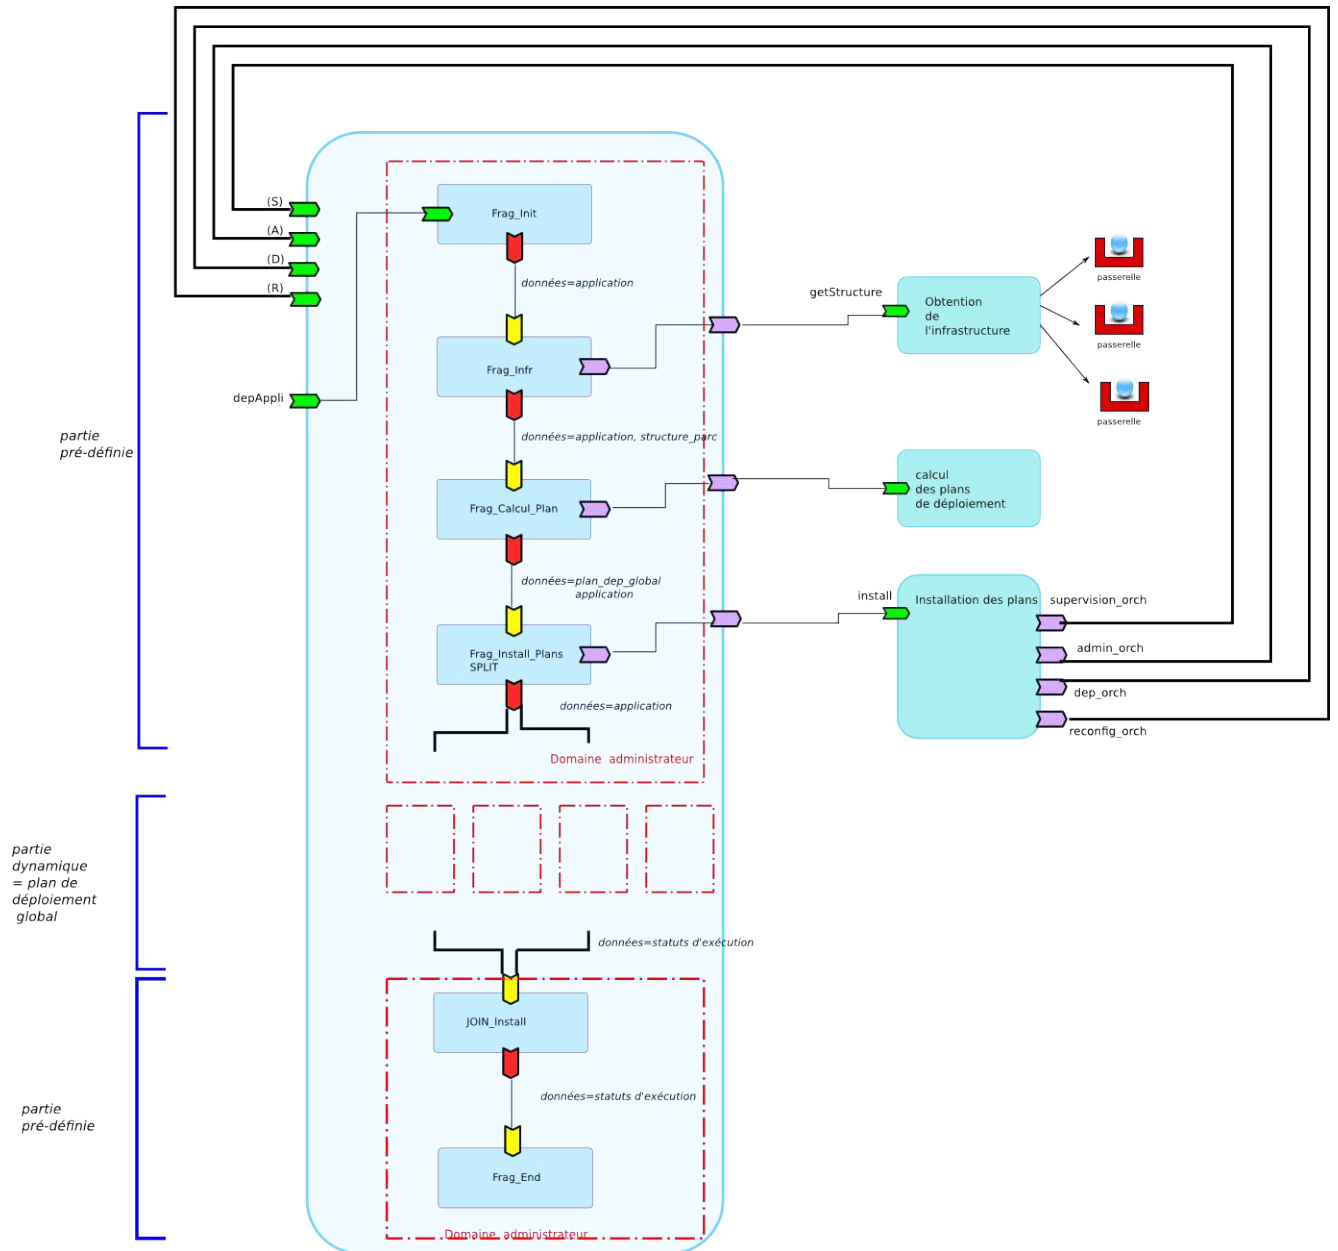 (S)
(A)
(D)
(R)
depAppli
partie
pré-définie
Frag_Init
données=application
Frag_Infr
données=application, structure_parc
Frag_Calcul_Plan
données=plan_dep_global
application
Frag_Install_Plans
SPLIT
données=application
Domaine administrateur
getStructure
Obtention
de
l'infrastructure
passerelle
passerelle
passerelle
calcul
des plans
de déploiement
install
Installation des plans
supervision_orch
admin_orch
dep_orch
reconfig_orch
partie
dynamique
= plan de
déploiement
global
données=statuts d'exécution
JOIN_Install
données=statuts d'exécution
Frag_End
Domaine administrateur
partie
pré-définie